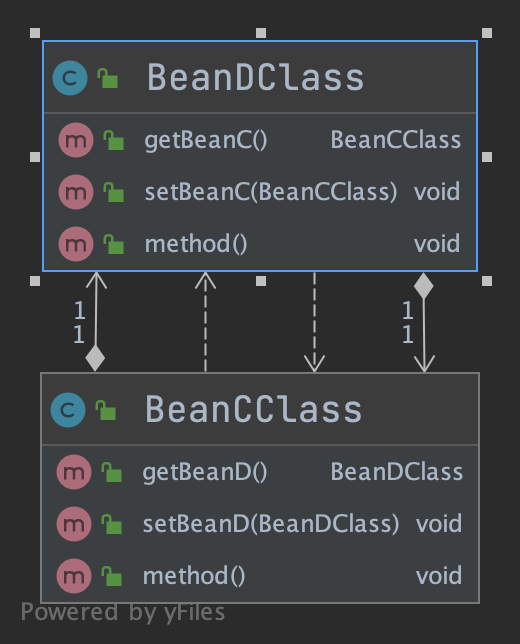 C BeanDClass
m getBeanC() BeanCClass
m setBeanC(BeanCClass) void
m method() void
1 1
1 1
C BeanCClass
m getBeanD() BeanDClass
m setBeanD(BeanDClass) void
m method() void
Powered by yFiles